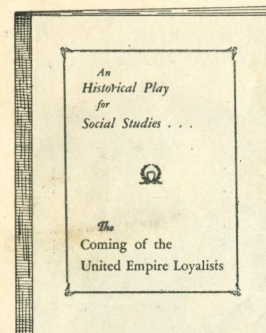 An
Historical Play
for
Social Studies . . .
The
Coming of the
United Empire Loyalists